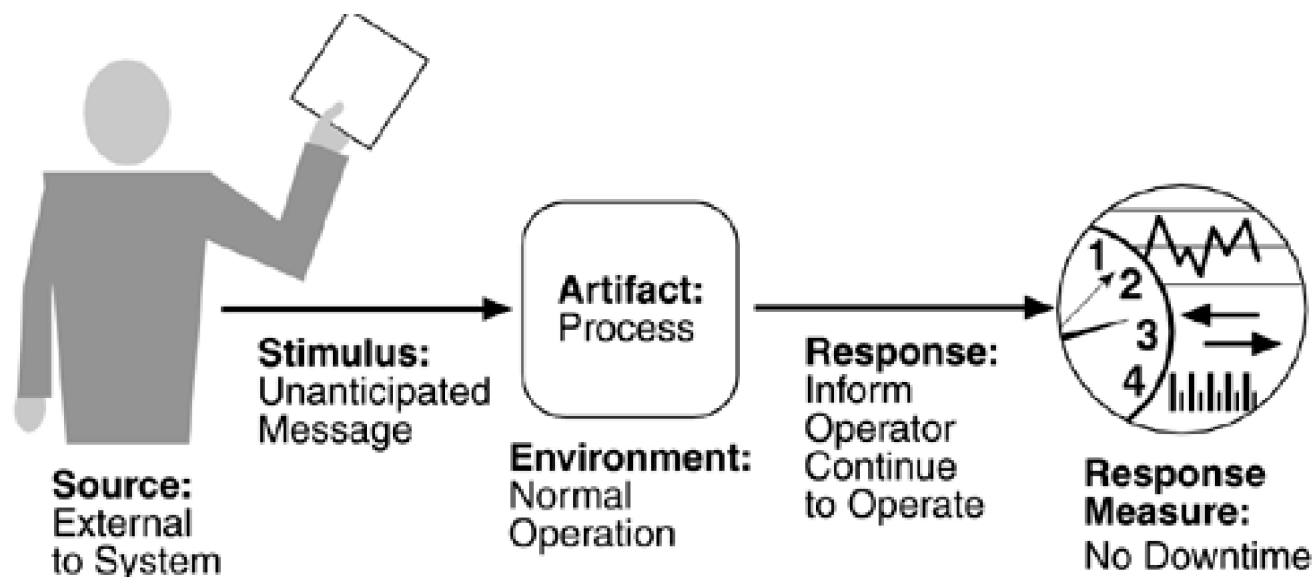 Source:
External
to System
Stimulus:
Unanticipated
Message
Artifact:
Process
Environment:
Normal
Operation
Response:
Inform
Operator
Continue
to Operate
1
2
3
4
Response
Measure:
No Downtime